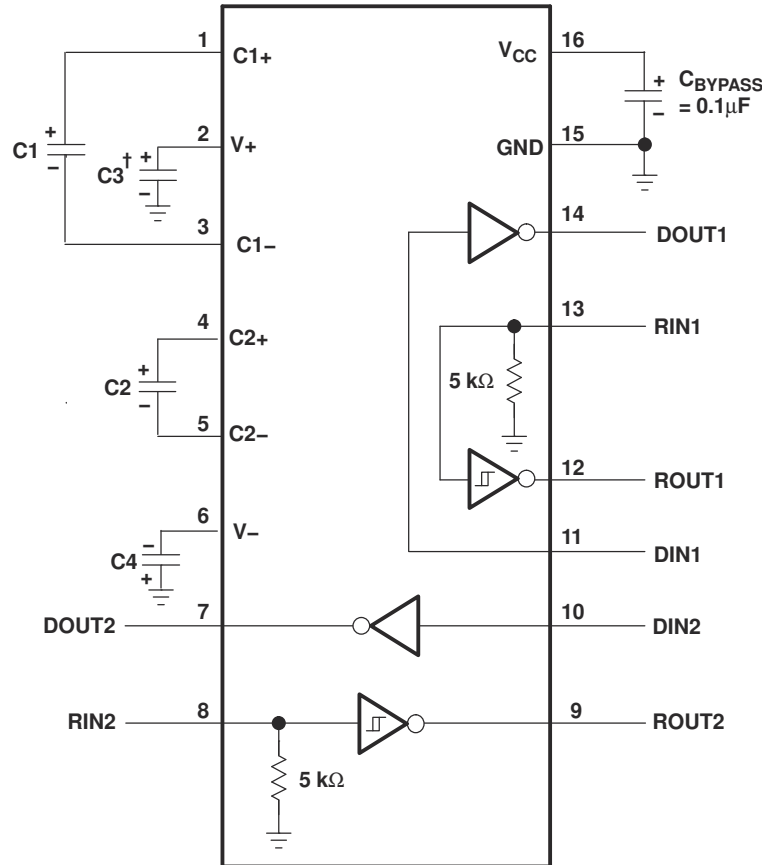 1
C1+
C1
+
−
2
V+
C3†
+
−
3
C1−
4
C2+
C2
+
−
5
C2−
6
V−
C4
−
+
DOUT2
7
RIN2
8
5 kΩ
16
VCC
+
−
CBYPASS
= 0.1μF
15
GND
14
DOUT1
13
RIN1
5 kΩ
12
ROUT1
11
DIN1
10
DIN2
9
ROUT2